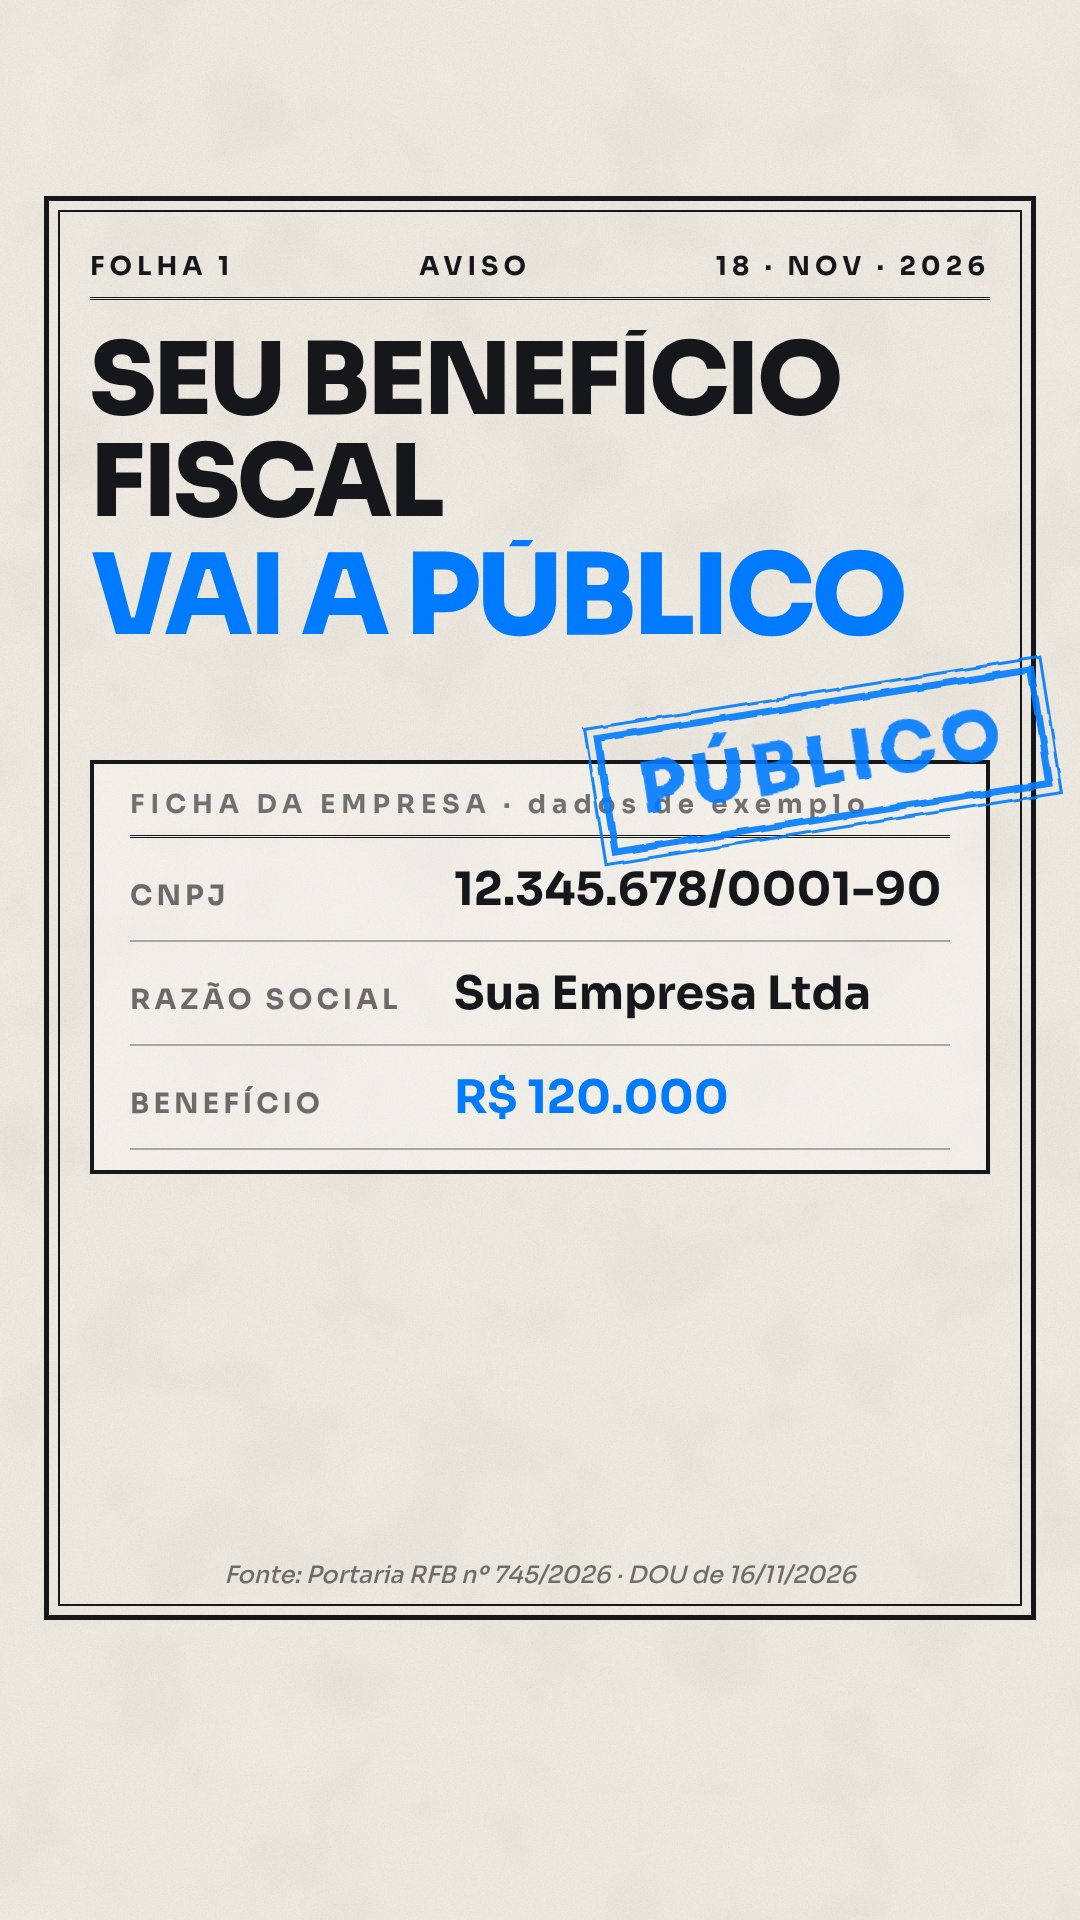 FOLHA 1 AVISO 18 · NOV · 2026
SEU BENEFÍCIO
FISCAL
VAI A PÚBLICO
PÚBLICO
FICHA DA EMPRESA · dados de exemplo
CNPJ 12.345.678/0001-90
RAZÃO SOCIAL Sua Empresa Ltda
BENEFÍCIO R$ 120.000
Fonte: Portaria RFB nº 745/2026 · DOU de 16/11/2026